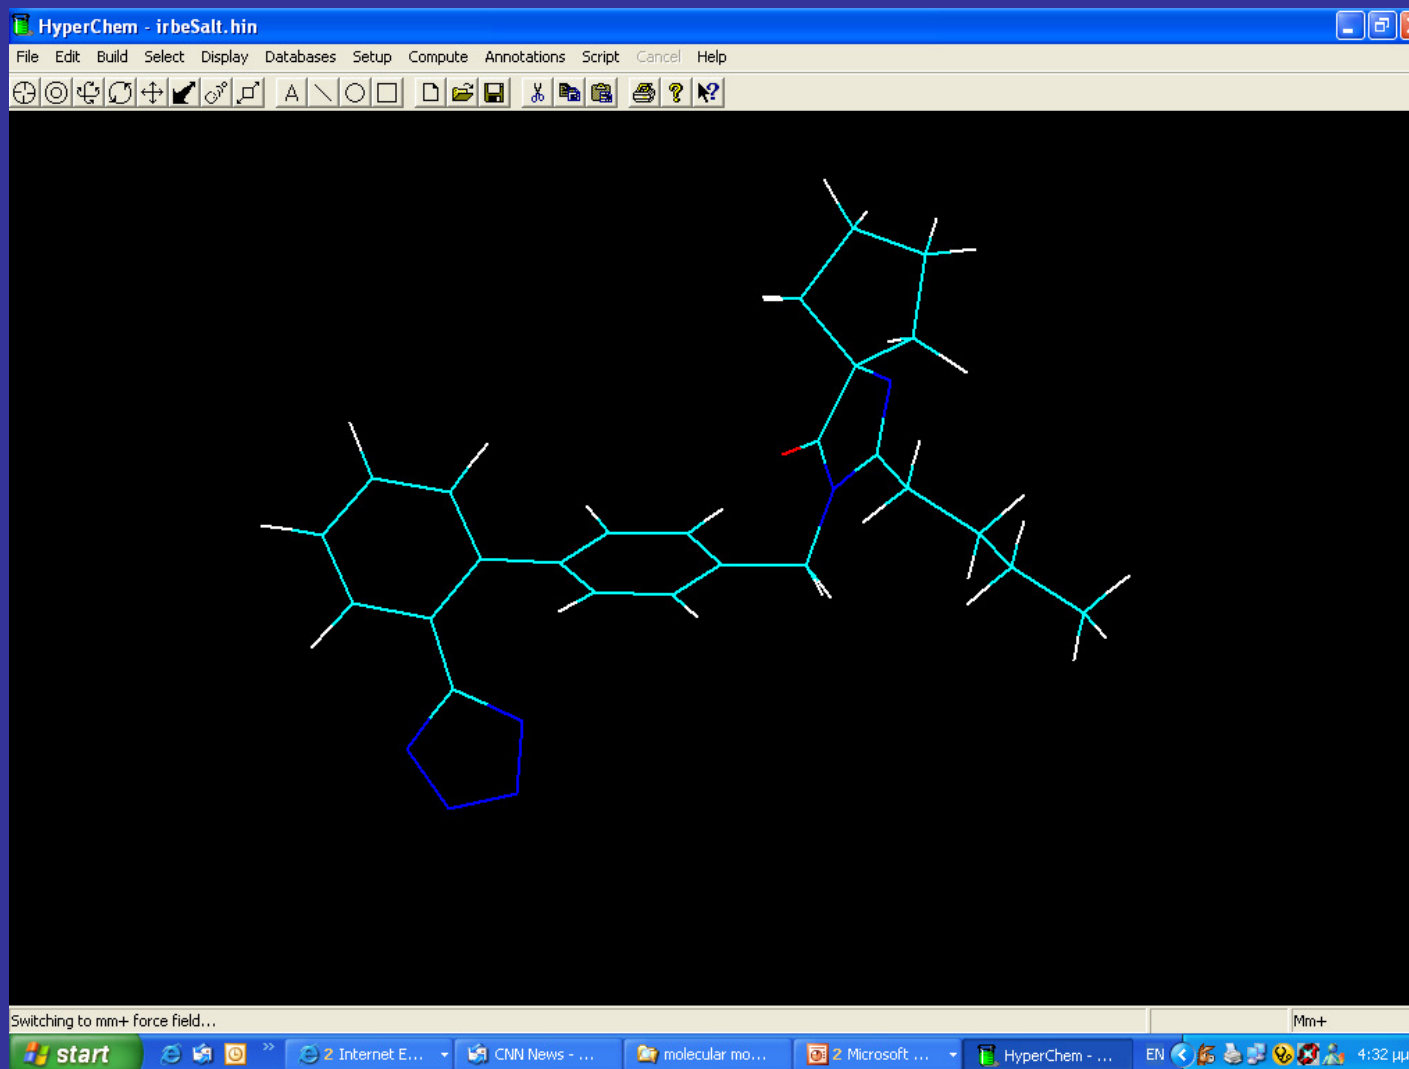 HyperChem - irbeSalt.hin
File Edit Build Select Display Databases Setup Compute Annotations Script Cancel Help
A
Switching to mm+ force field...
Mm+
start
2 Internet E...
CNN News - ...
molecular mo...
2 Microsoft ...
HyperChem - ...
EN
4:32 μμ